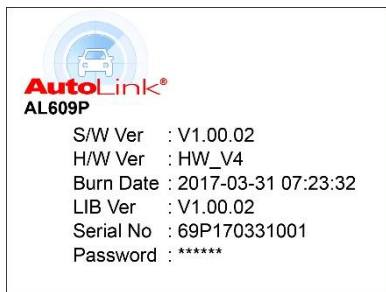 AutoLink®
AL609P
S/W Ver : V1.00.02
H/W Ver : HW_V4
Burn Date : 2017-03-31 07:23:32
LIB Ver : V1.00.02
Serial No : 69P170331001
Password : ******